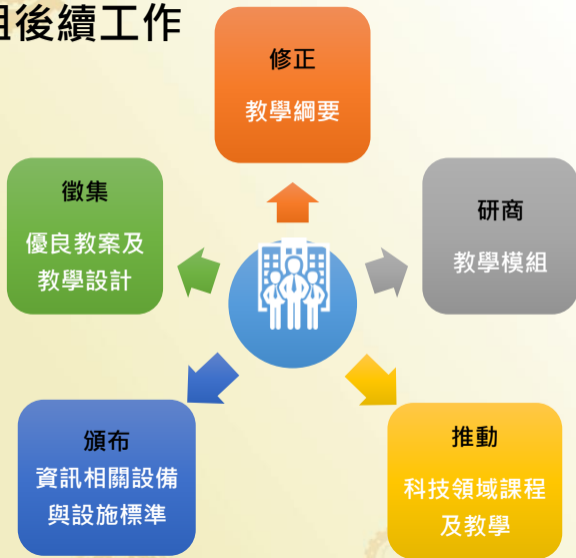 組後續工作
修正
教學綱要
徵集
優良教案及
教學設計
研商
教學模組
頒布
資訊相關設備
與設施標準
推動
科技領域課程
及教學